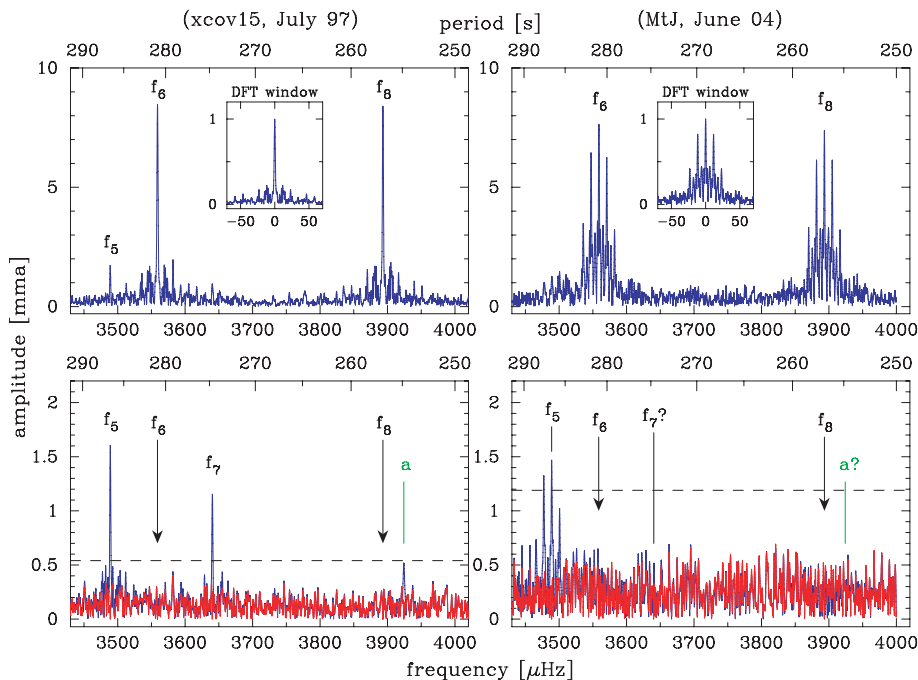 (xcov15, July 97) period [s] (MtJ, June 04)
290 280 270 260 250
290 280 270 260 250
10
f6
f8
DFT window
1
0
−50 0 50
f5
5
0
3500 3600 3700 3800 3900 4000
f6
f8
DFT window
1
0
−50 0 50
3500 3600 3700 3800 3900 4000
amplitude [mma]
290 280 270 260 250
290 280 270 260 250
2
1.5
1
0.5
0
f5
f6
f7
f8
a
3500 3600 3700 3800 3900 4000
2
1.5
1
0.5
0
f5
f6
f7?
f8
a?
3500 3600 3700 3800 3900 4000
frequency [μHz]